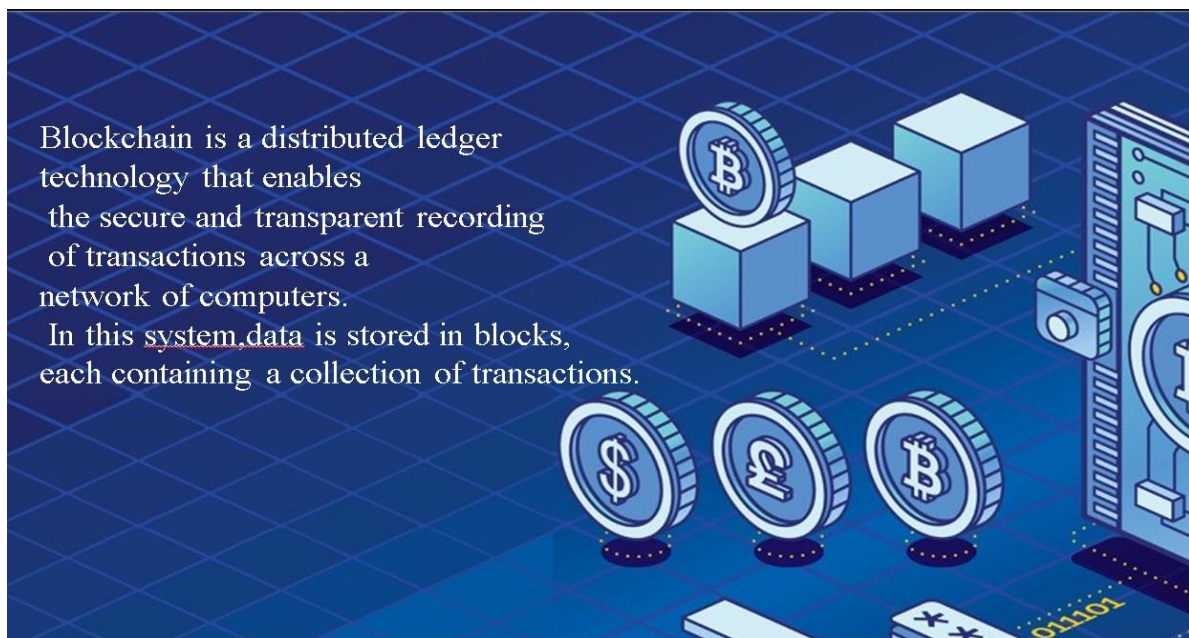 Blockchain is a distributed ledger
technology that enables
the secure and transparent recording
of transactions across a
network of computers.
In this system,data is stored in blocks,
each containing a collection of transactions.
₿
$
£
₿
**
011101